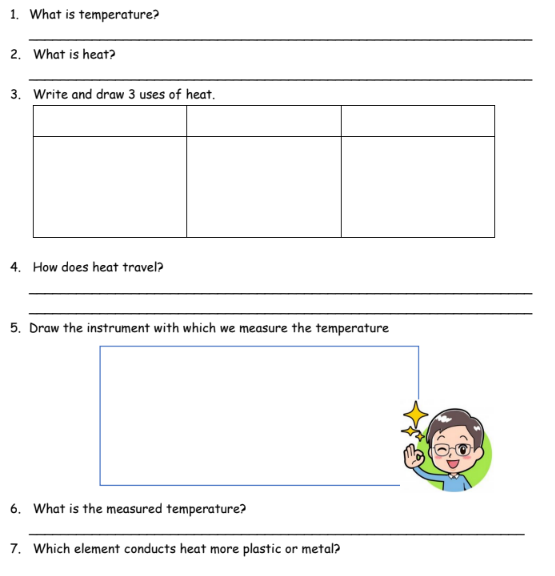 1. What is temperature?
2. What is heat?
3. Write and draw 3 uses of heat.
4. How does heat travel?
5. Draw the instrument with which we measure the temperature
6. What is the measured temperature?
7. Which element conducts heat more plastic or metal?